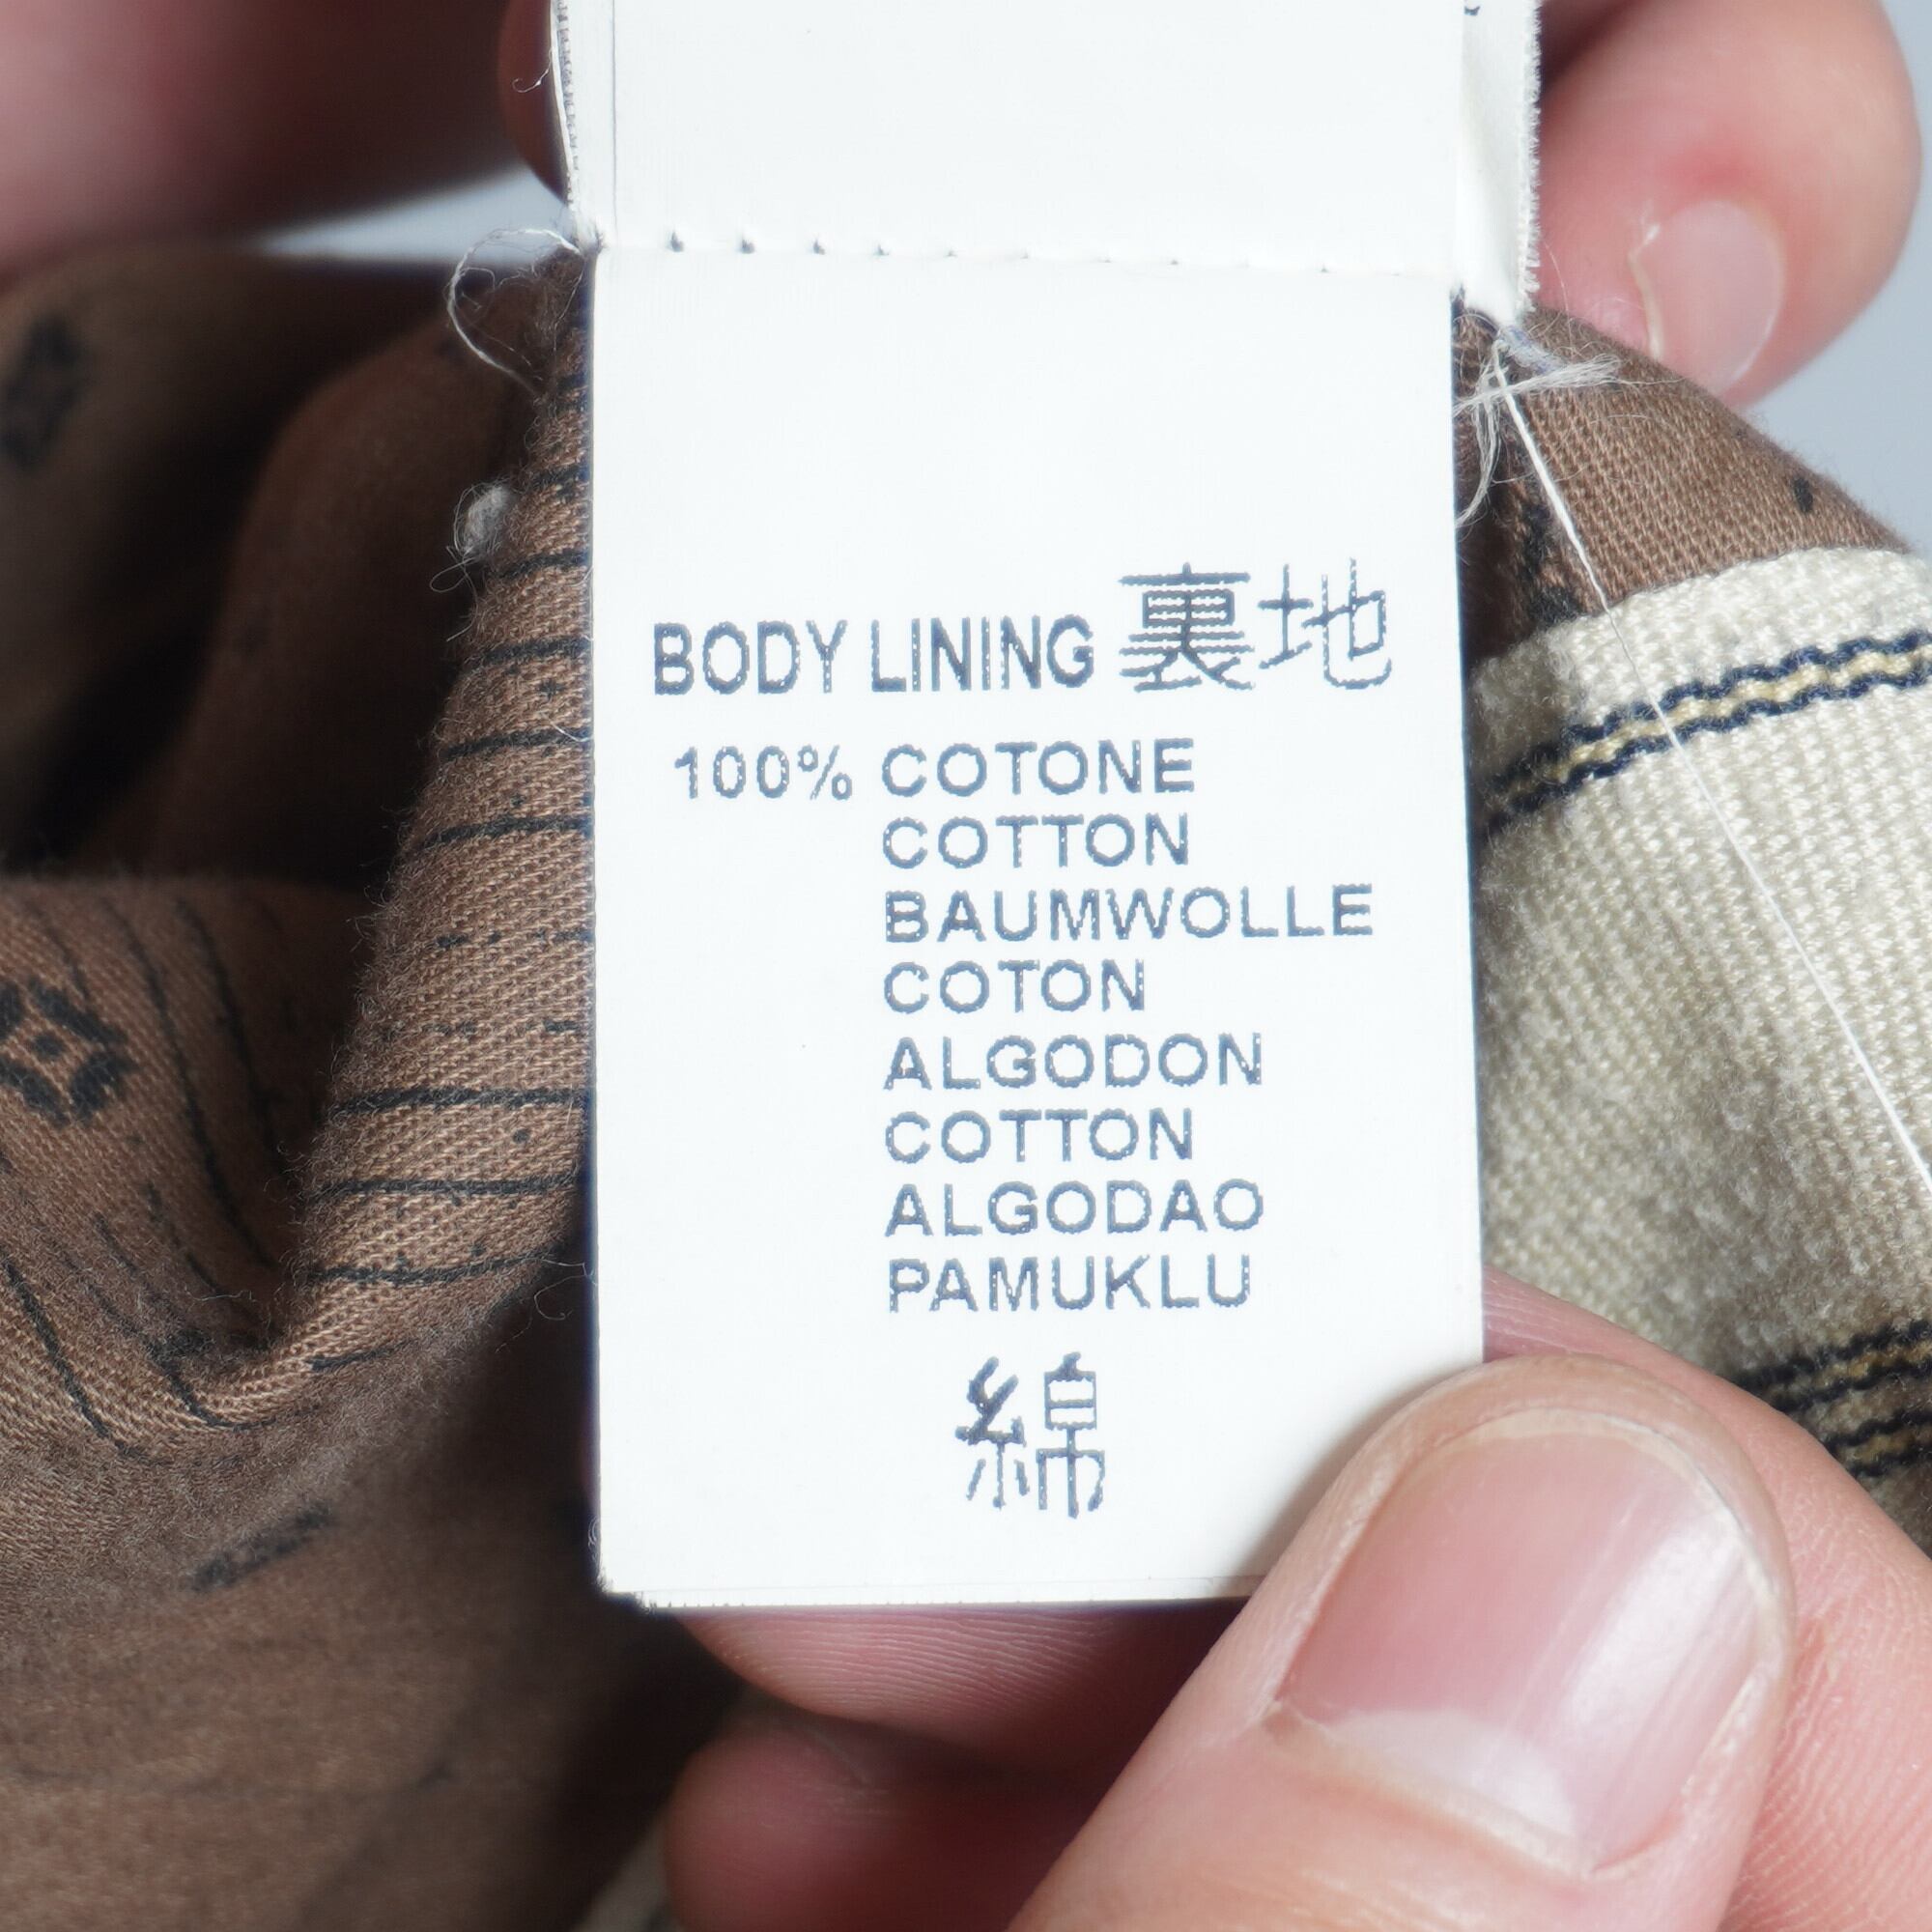 BODY LINING 裏地
100% COTONE
COTTON
BAUMWOLLE
COTON
ALGODON
COTTON
ALGODAO
PAMUKLU
綿